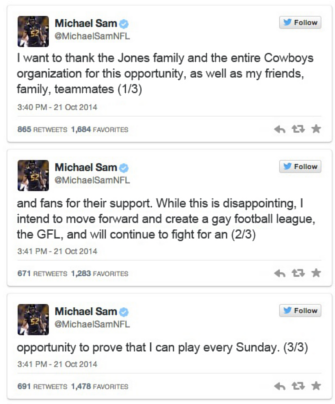 Michael Sam
Follow
@MichaelSamNFL
I want to thank the Jones family and the entire Cowboys
organization for this opportunity, as well as my friends,
family, teammates (1/3)
3:40 PM - 21 Oct 2014
865 RETWEETS 1,684 FAVORITES
Michael Sam
Follow
@MichaelSamNFL
and fans for their support. While this is disappointing, I
intend to move forward and create a gay football league,
the GFL, and will continue to fight for an (2/3)
3:41 PM - 21 Oct 2014
671 RETWEETS 1,283 FAVORITES
Michael Sam
Follow
@MichaelSamNFL
opportunity to prove that I can play every Sunday. (3/3)
3:41 PM - 21 Oct 2014
691 RETWEETS 1,478 FAVORITES